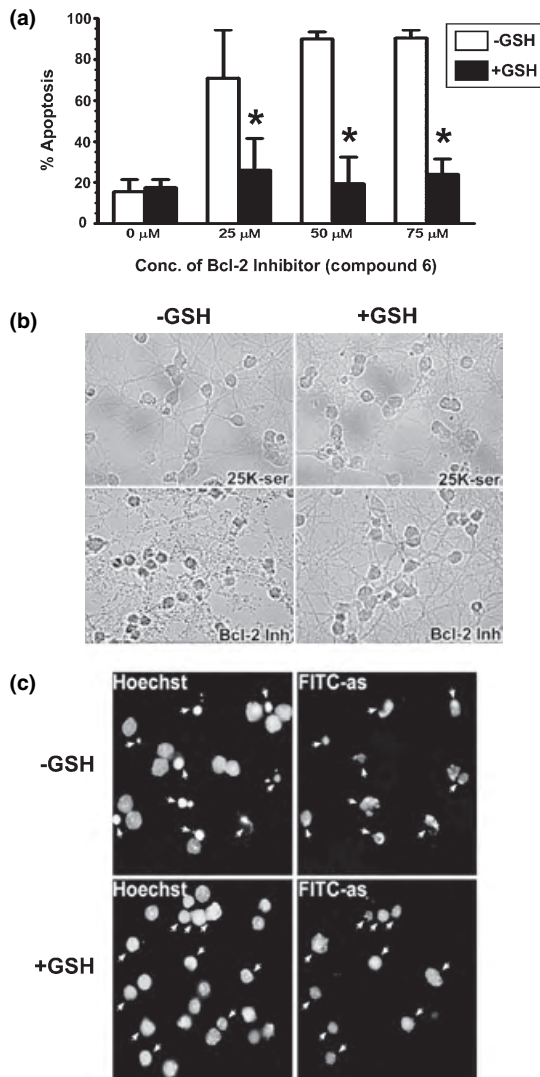 (a)
100
80
60
40
20
0
% Apoptosis
-GSH
+GSH
*
*
*
0 μM
25 μM
50 μM
75 μM
Conc. of Bcl-2 Inhibitor (compound 6)
(b)
-GSH
+GSH
25K-ser
25K-ser
Bcl-2 Inh
Bcl-2 Inh
(c)
Hoechst
FITC-as
-GSH
Hoechst
FITC-as
+GSH